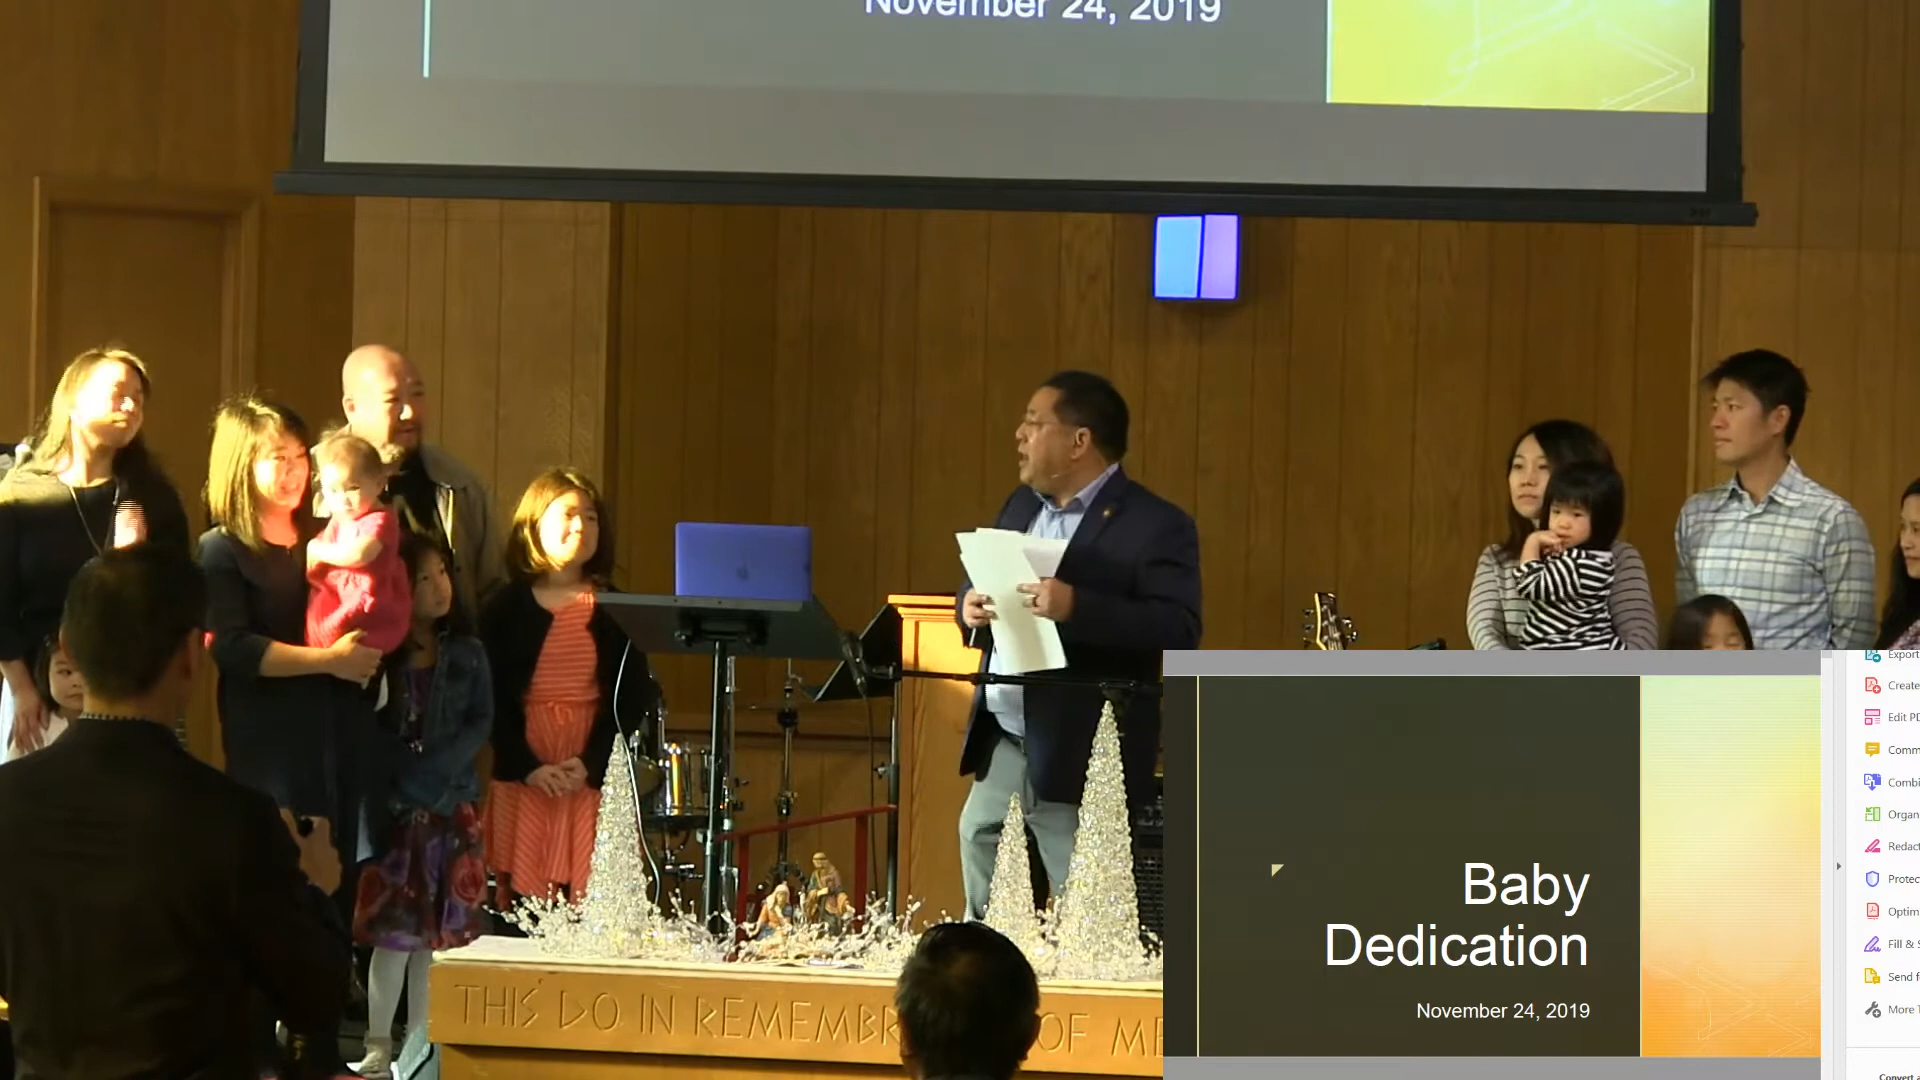 November 24, 2019
THIS DO IN REMEMBR OF ME
Baby
Dedication
November 24, 2019
Export
Create
Edit PD
Comm
Combi
Organ
Redact
Protec
Optim
Fill & S
Send f
More T
Convert a